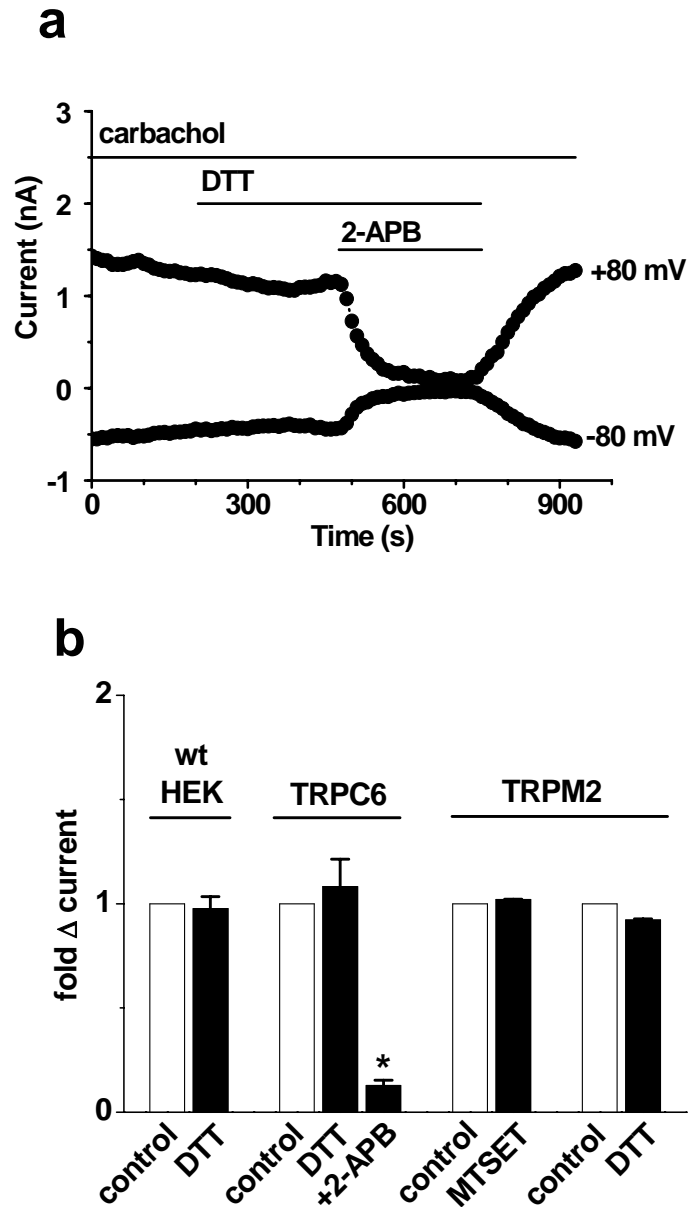 a
3
2
1
0
-1
Current (nA)
carbachol
DTT
2-APB
+80 mV
-80 mV
0
300
600
900
Time (s)
b
2
1
0
fold Δ current
wt
HEK
TRPC6
TRPM2
control
DTT
control
DTT
+2-APB
*
control
MTSET
control
DTT